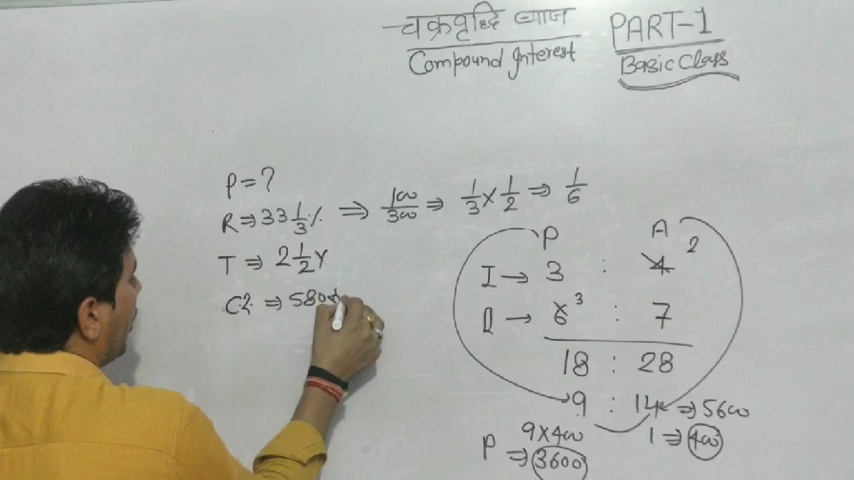 चक्रवृद्धि ब्याज PART-1
Compound Interest Basic Class
P = ?
R ⇒ 33 1/3 % ⇒ 100/300 ⇒ 1/3 × 1/2 ⇒ 1/6
T ⇒ 2 1/2 Y
C.I. ⇒ 580
P A
I → 3 : 4 2
II → 6 3 : 7
18 : 28
9 : 14 ⇒ 5600
9×400 1 ⇒ 400
P ⇒ 3600